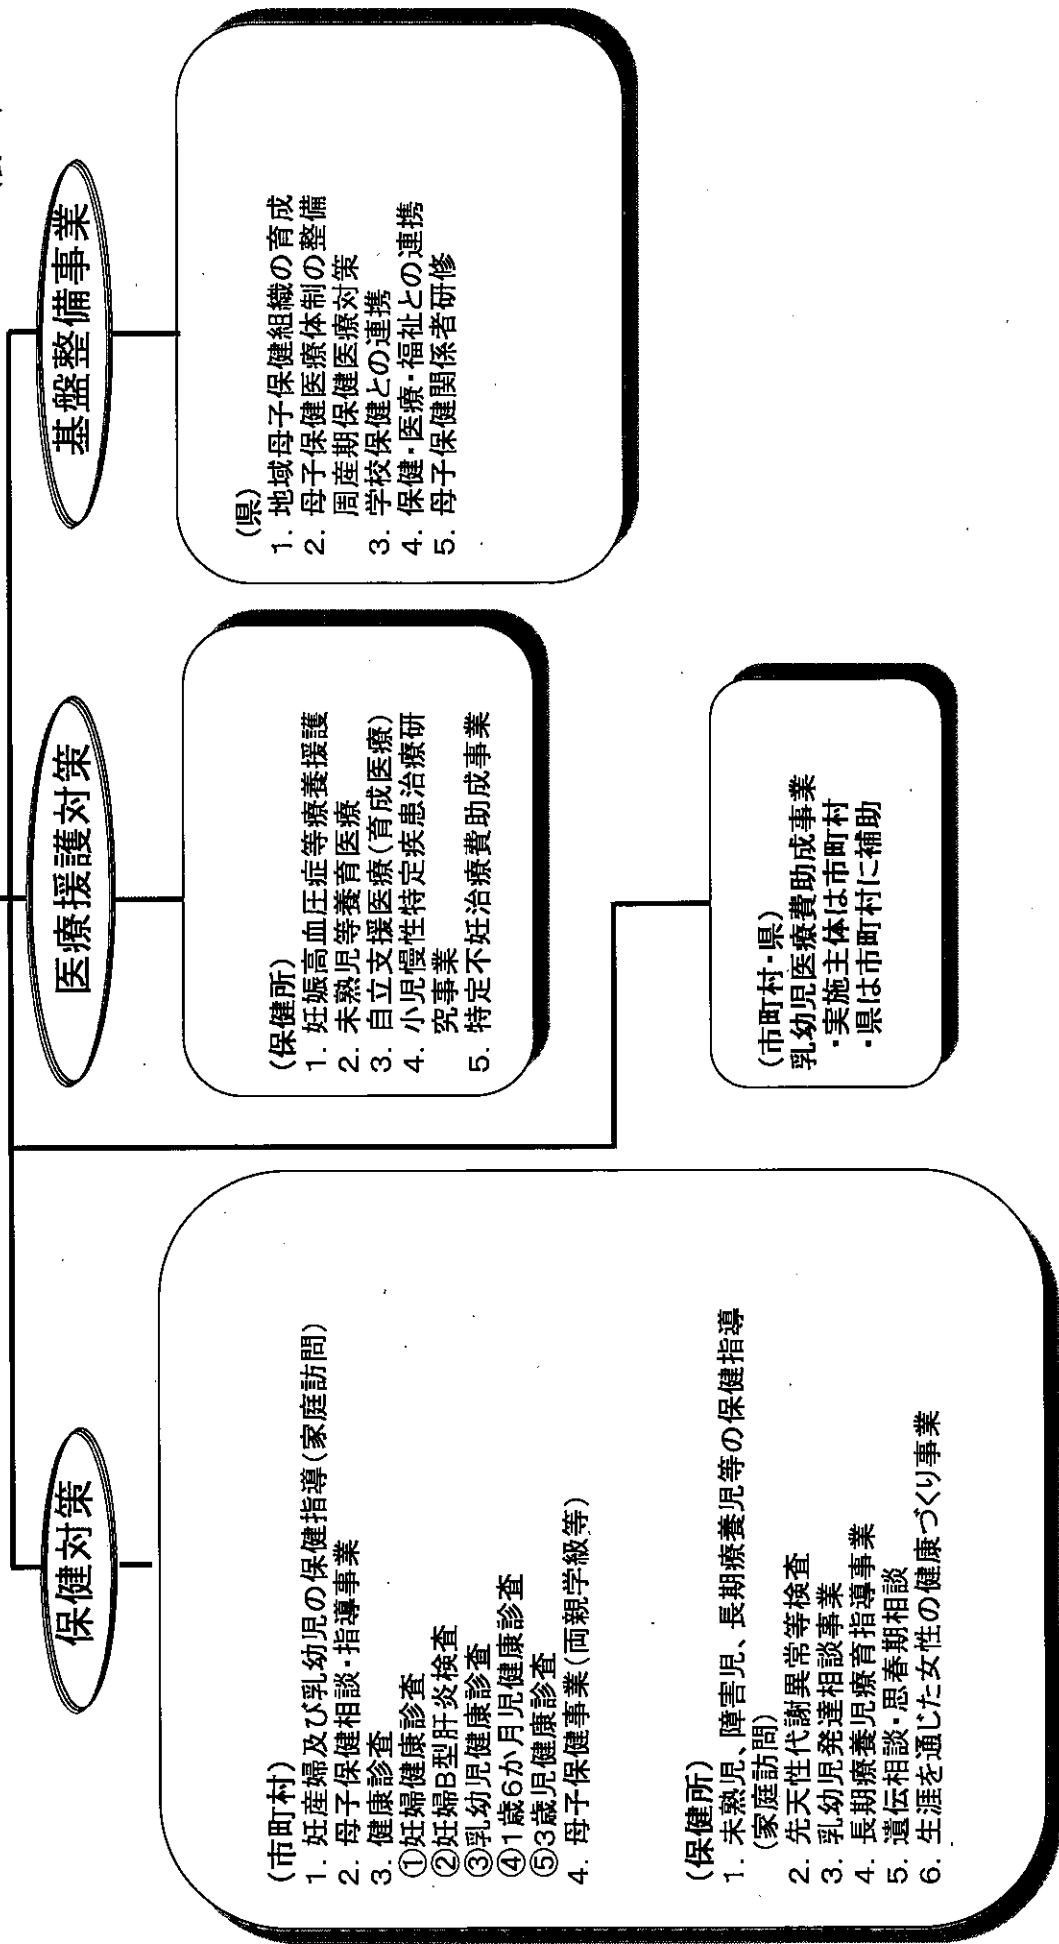 保健対策
(市町村)
1. 妊産婦及び乳幼児の保健指導(家庭訪問)
2. 母子保健相談・指導事業
3. 健康診査
①妊婦健康診査
②妊婦B型肝炎検査
③乳幼児健康診査
④1歳6か月児健康診査
⑤3歳児健康診査
4. 母子保健事業(両親学級等)
(保健所)
1. 未熟児、障害児、長期療養児等の保健指導
(家庭訪問)
2. 先天性代謝異常等検査
3. 乳幼児発達相談事業
4. 長期療養児療育指導事業
5. 遺伝相談・思春期相談
6. 生涯を通じた女性の健康づくり事業
医療援護対策
(保健所)
1. 妊娠高血圧症等療養援護
2. 未熟児等養育医療
3. 自立支援医療(育成医療)
4. 小児慢性特定疾患治療研
究事業
5. 特定不妊治療費助成事業
(市町村・県)
乳幼児医療費助成事業
・実施主体は市町村
・県は市町村に補助
基盤整備事業
(県)
1. 地域母子保健組織の育成
2. 母子保健医療体制の整備
周産期保健医療対策
3. 学校保健との連携
4. 保健・医療・福祉との連携
5. 母子保健関係者研修